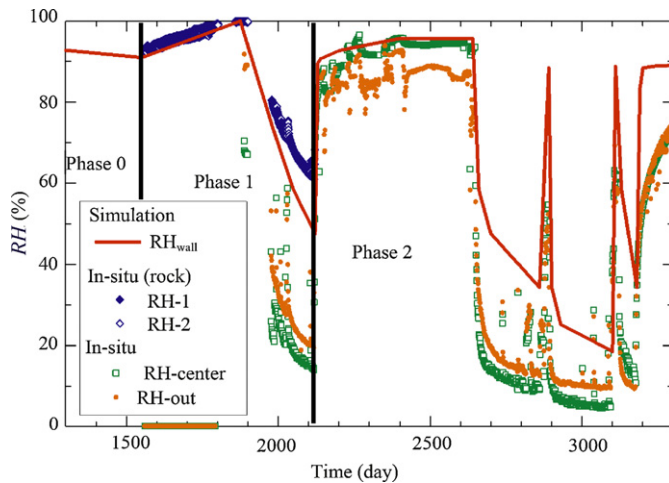 100
80
60
40
20
0
RH (%)
Phase 0
Phase 1
Phase 2
Simulation
RHwall
In-situ (rock)
RH-1
RH-2
In-situ
RH-center
RH-out
1500
2000
2500
3000
Time (day)